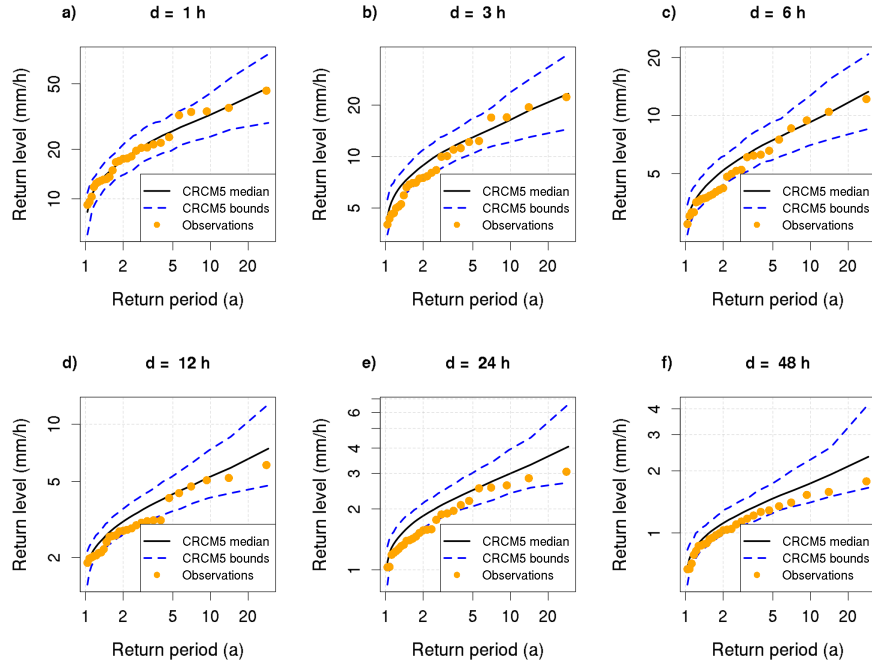 a) d = 1 h
Return level (mm/h)
50
20
10
CRCM5 median
CRCM5 bounds
Observations
1 2 5 10 20
Return period (a)
b) d = 3 h
Return level (mm/h)
20
10
5
CRCM5 median
CRCM5 bounds
Observations
1 2 5 10 20
Return period (a)
c) d = 6 h
Return level (mm/h)
20
10
5
CRCM5 median
CRCM5 bounds
Observations
1 2 5 10 20
Return period (a)
d) d = 12 h
Return level (mm/h)
10
5
2
CRCM5 median
CRCM5 bounds
Observations
1 2 5 10 20
Return period (a)
e) d = 24 h
Return level (mm/h)
6
4
3
2
1
CRCM5 median
CRCM5 bounds
Observations
1 2 5 10 20
Return period (a)
f) d = 48 h
Return level (mm/h)
4
3
2
1
CRCM5 median
CRCM5 bounds
Observations
1 2 5 10 20
Return period (a)